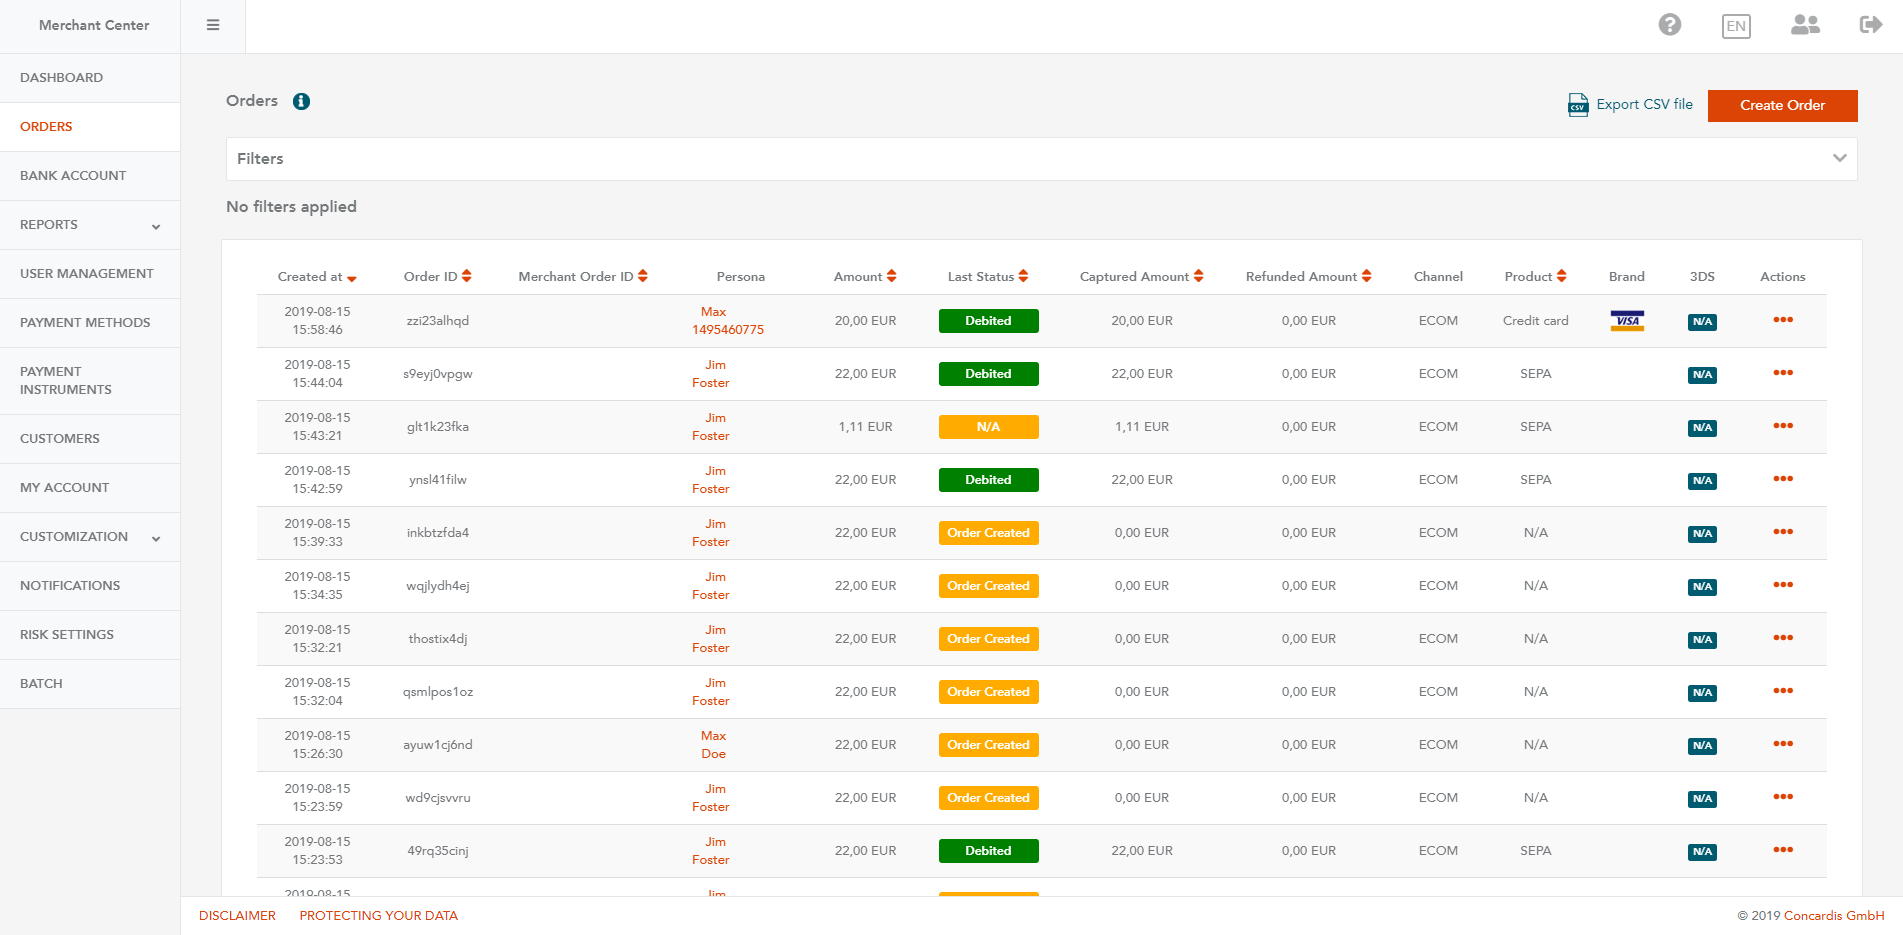 Merchant Center
EN
DASHBOARD
ORDERS
BANK ACCOUNT
REPORTS
USER MANAGEMENT
PAYMENT METHODS
PAYMENT
INSTRUMENTS
CUSTOMERS
MY ACCOUNT
CUSTOMIZATION
NOTIFICATIONS
RISK SETTINGS
BATCH
Orders
CSV Export CSV file Create Order
Filters
No filters applied
Created at Order ID Merchant Order ID Persona Amount Last Status Captured Amount Refunded Amount Channel Product Brand 3DS Actions
2019-08-15 15:58:46 zzi23alhqd Max 1495460775 20,00 EUR Debited 20,00 EUR 0,00 EUR ECOM Credit card VISA N/A
2019-08-15 15:44:04 s9eyj0vpgw Jim Foster 22,00 EUR Debited 22,00 EUR 0,00 EUR ECOM SEPA N/A
2019-08-15 15:43:21 glt1k23fka Jim Foster 1,11 EUR N/A 1,11 EUR 0,00 EUR ECOM SEPA N/A
2019-08-15 15:42:59 ynsl41filw Jim Foster 22,00 EUR Debited 22,00 EUR 0,00 EUR ECOM SEPA N/A
2019-08-15 15:39:33 inkbtzfda4 Jim Foster 22,00 EUR Order Created 0,00 EUR 0,00 EUR ECOM N/A N/A
2019-08-15 15:34:35 wqjlydh4ej Jim Foster 22,00 EUR Order Created 0,00 EUR 0,00 EUR ECOM N/A N/A
2019-08-15 15:32:21 thostix4dj Jim Foster 22,00 EUR Order Created 0,00 EUR 0,00 EUR ECOM N/A N/A
2019-08-15 15:32:04 qsmlpos1oz Jim Foster 22,00 EUR Order Created 0,00 EUR 0,00 EUR ECOM N/A N/A
2019-08-15 15:26:30 ayuw1cj6nd Max Doe 22,00 EUR Order Created 0,00 EUR 0,00 EUR ECOM N/A N/A
2019-08-15 15:23:59 wd9cjsvvru Jim Foster 22,00 EUR Order Created 0,00 EUR 0,00 EUR ECOM N/A N/A
2019-08-15 15:23:53 49rq35cinj Jim Foster 22,00 EUR Debited 22,00 EUR 0,00 EUR ECOM SEPA N/A
2019-08-15 Jim
DISCLAIMER PROTECTING YOUR DATA © 2019 Concardis GmbH